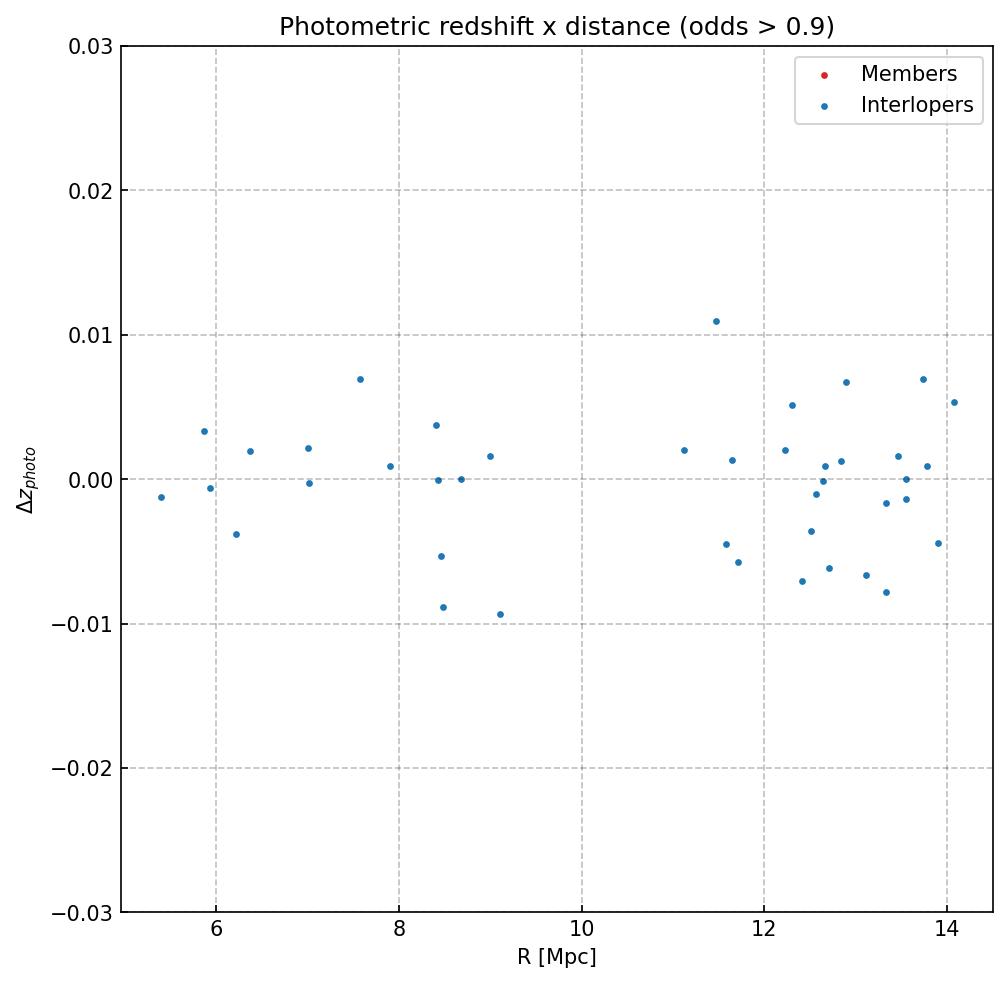 Photometric redshift x distance (odds > 0.9)
Members
Interlopers
0.03
0.02
0.01
0.00
−0.01
−0.02
−0.03
Δz_photo
6 8 10 12 14
R [Mpc]